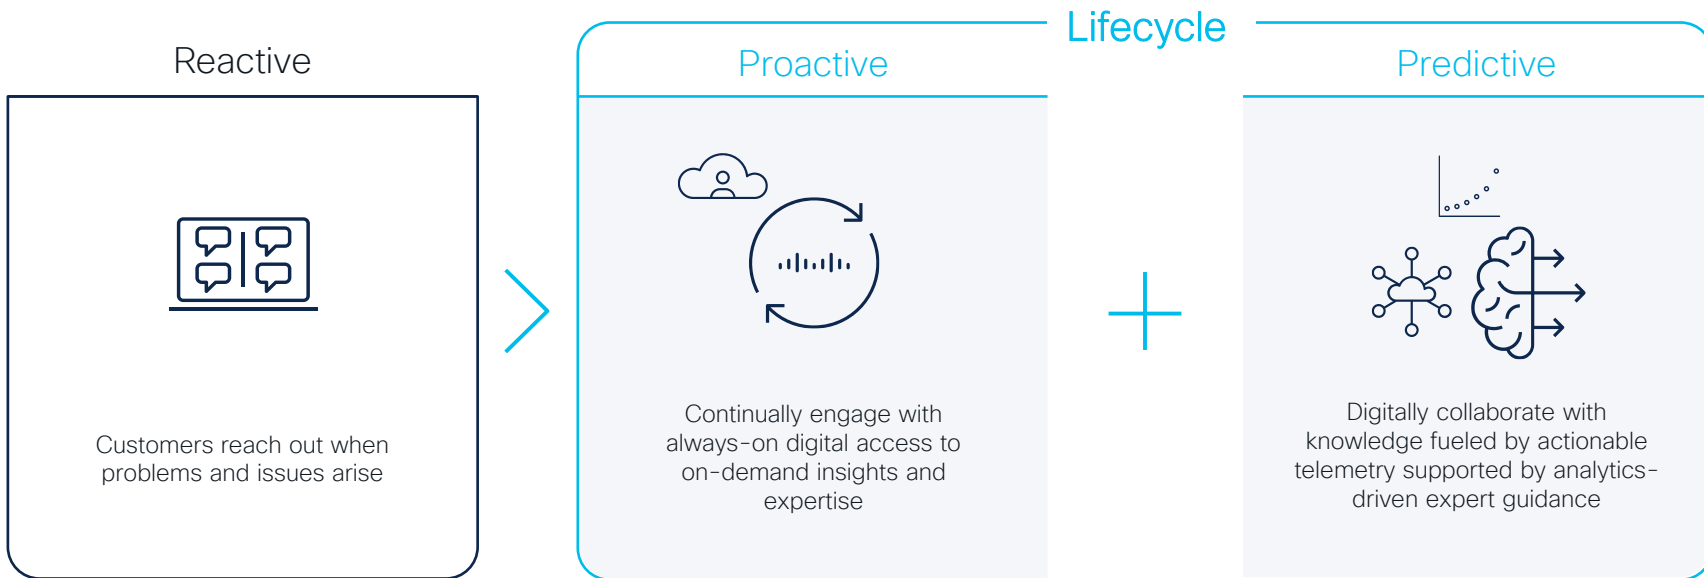 Lifecycle
Reactive
Customers reach out when
problems and issues arise
Proactive
Continually engage with
always-on digital access to
on-demand insights and
expertise
Predictive
Digitally collaborate with
knowledge fueled by actionable
telemetry supported by analytics-
driven expert guidance